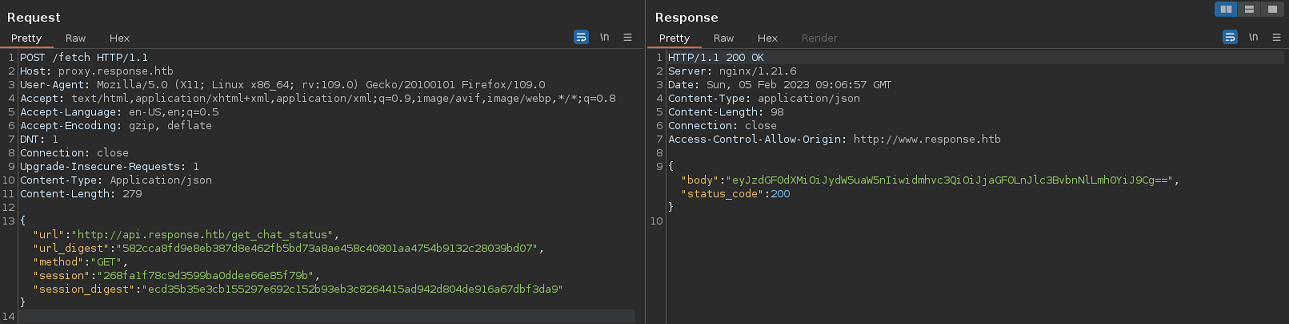 Request
Pretty Raw Hex
\n
1 POST /fetch HTTP/1.1
2 Host: proxy.response.htb
3 User-Agent: Mozilla/5.0 (X11; Linux x86_64; rv:109.0) Gecko/20100101 Firefox/109.0
4 Accept: text/html,application/xhtml+xml,application/xml;q=0.9,image/avif,image/webp,*/*;q=0.8
5 Accept-Language: en-US,en;q=0.5
6 Accept-Encoding: gzip, deflate
7 DNT: 1
8 Connection: close
9 Upgrade-Insecure-Requests: 1
10 Content-Type: Application/json
11 Content-Length: 279
12
13 {
"url":"http://api.response.htb/get_chat_status",
"url_digest":"582cca8fd9e8eb387d8e462fb5bd73a8ae458c40801aa4754b9132c28039bd07",
"method":"GET",
"session":"268fa1f78c9d3599ba0ddee66e85f79b",
"session_digest":"ecd35b35e3cb155297e692c152b93eb3c8264415ad942d804de916a67dbf3da9"
}
14
Response
Pretty Raw Hex Render
\n
1 HTTP/1.1 200 OK
2 Server: nginx/1.21.6
3 Date: Sun, 05 Feb 2023 09:06:57 GMT
4 Content-Type: application/json
5 Content-Length: 98
6 Connection: close
7 Access-Control-Allow-Origin: http://www.response.htb
8
9 {
"body":"eyJzdGF0dXMiOiJydW5uaW5nIiwidmhvc3QiOiJjaGF0LnJlc3BvbnNlLmh0YiJ9Cg==",
"status_code":200
}
10